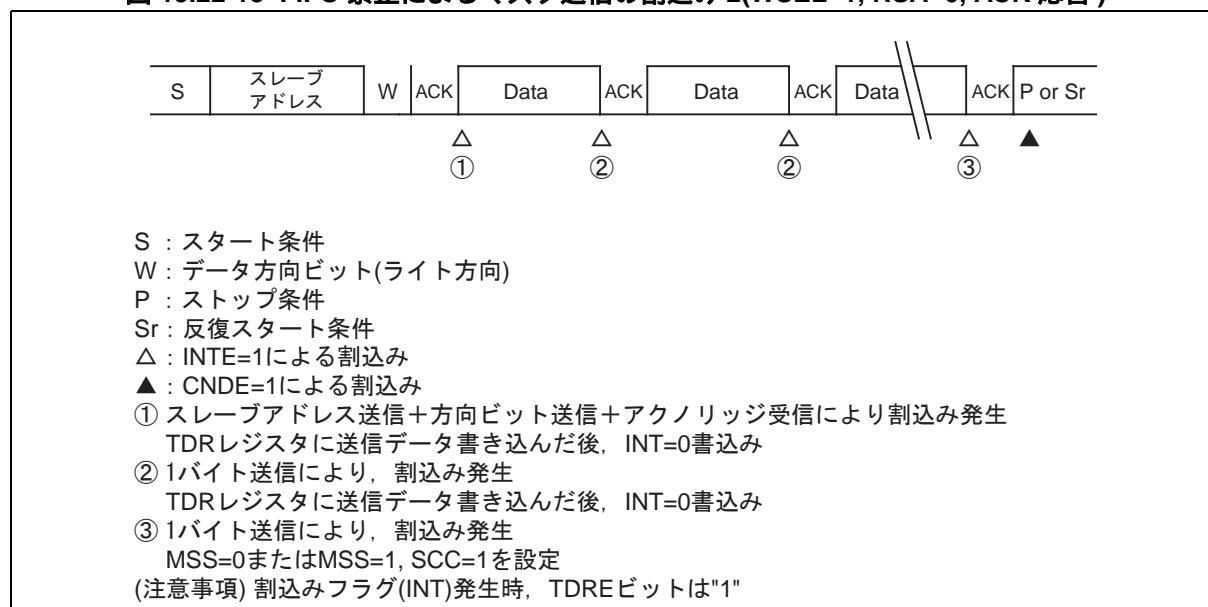 S スレーブアドレス W ACK Data ACK Data ACK Data ACK P or Sr
△ △ △ △ ▲
① ② ② ③
S ：スタート条件
W：データ方向ビット(ライト方向)
P ：ストップ条件
Sr：反復スタート条件
△：INTE=1による割込み
▲：CNDE=1による割込み
① スレーブアドレス送信＋方向ビット送信＋アクノリッジ受信により割込み発生
TDRレジスタに送信データ書き込んだ後，INT=0書込み
② 1バイト送信により，割込み発生
TDRレジスタに送信データ書き込んだ後，INT=0書込み
③ 1バイト送信により，割込み発生
MSS=0またはMSS=1, SCC=1を設定
(注意事項) 割込みフラグ(INT)発生時，TDREビットは"1"